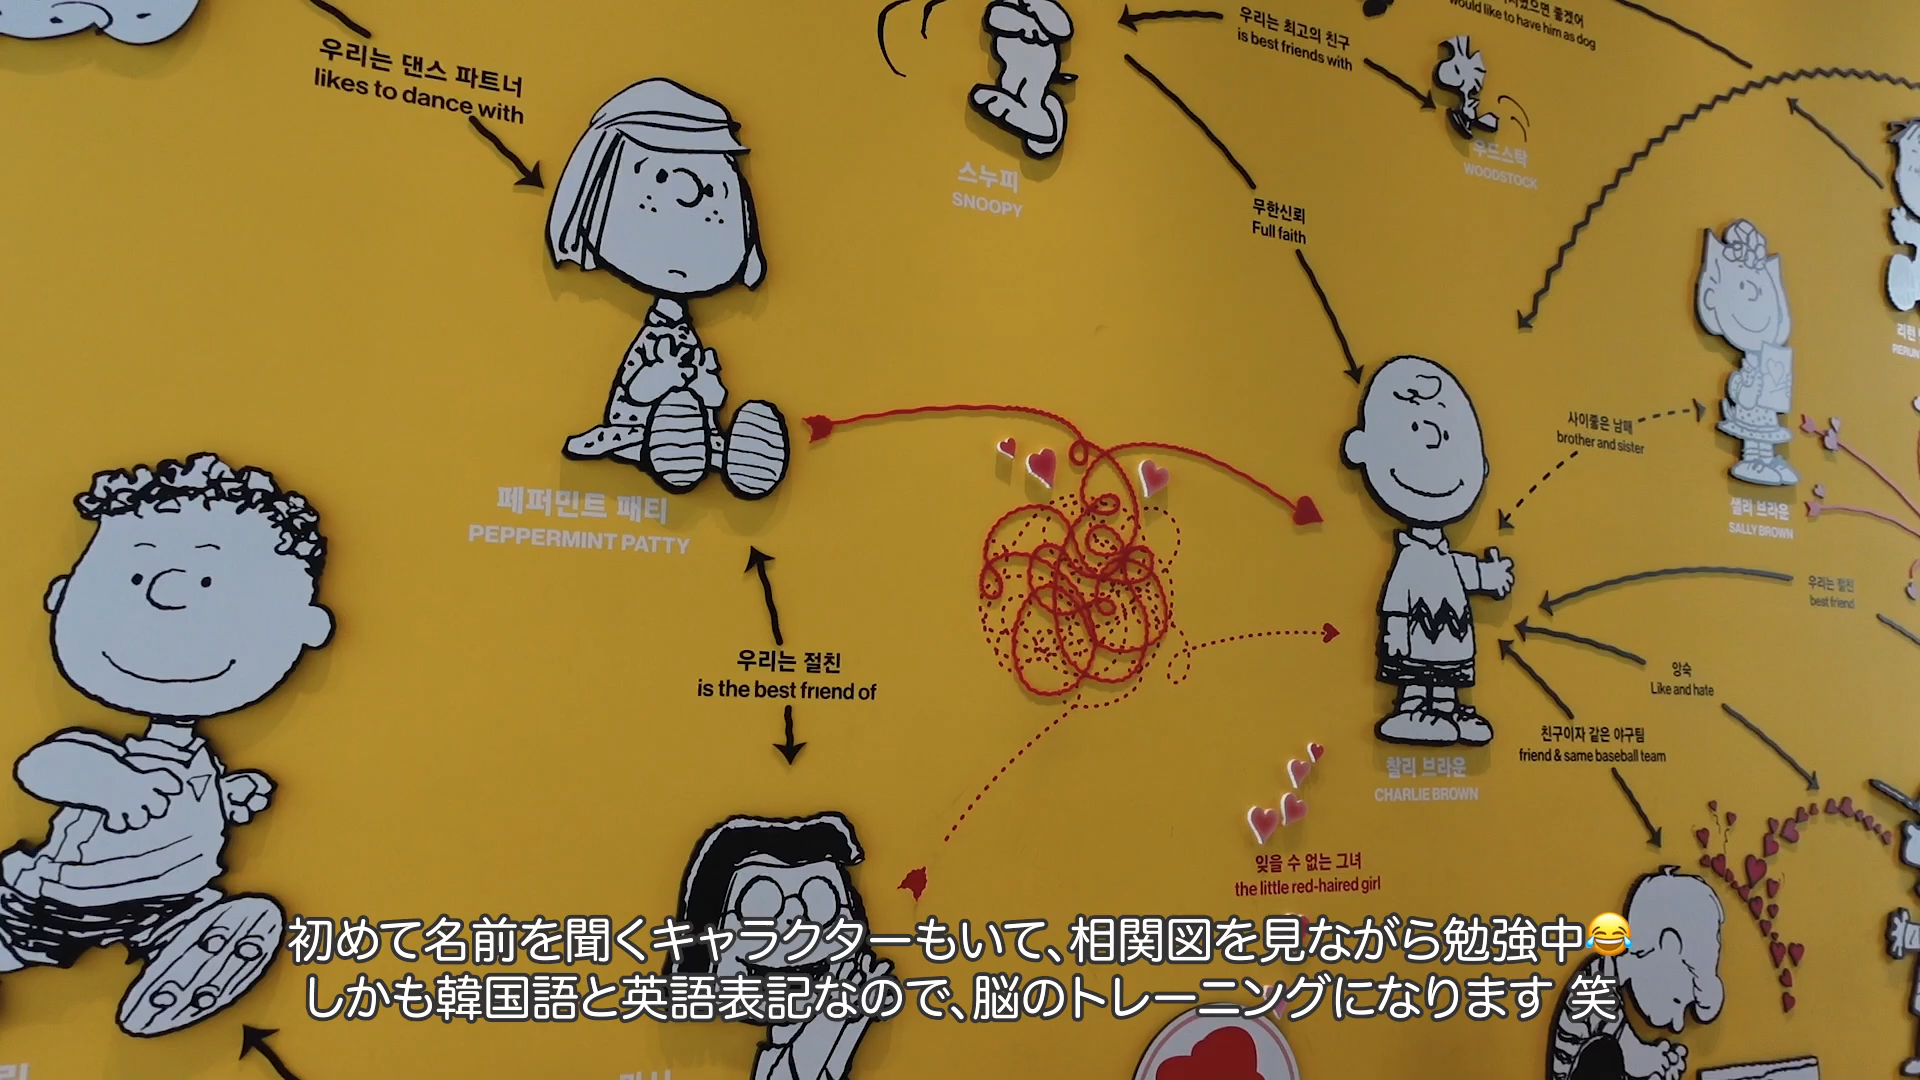 우리는 댄스 파트너
likes to dance with
우리는 최고의 친구
is best friends with
would like to have him as dog
우드스탁
WOODSTOCK
스누피
SNOOPY
무한신뢰
Full faith
사이좋은 남매
brother and sister
샐리 브라운
SALLY BROWN
페퍼민트 패티
PEPPERMINT PATTY
우리는 절친
best friend
우리는 절친
is the best friend of
앙숙
Like and hate
친구이자 같은 야구팀
friend & same baseball team
찰리 브라운
CHARLIE BROWN
잊을 수 없는 그녀
the little red-haired girl
初めて名前を聞くキャラクターもいて、相関図を見ながら勉強中😂
しかも韓国語と英語表記なので、脳のトレーニングになります 笑